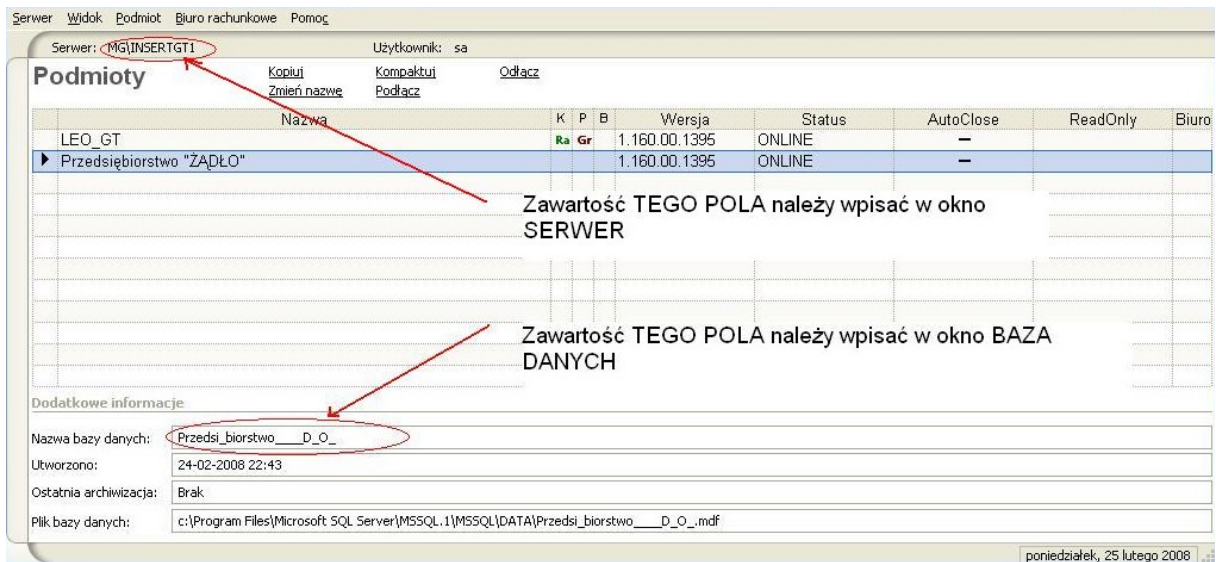 Serwer Widok Podmiot Biuro rachunkowe Pomoc
Serwer: MG\INSERTGT1 Użytkownik: sa
Podmioty Kopiuj Kompaktuj Odłącz
Zmień nazwę Podłącz
Nazwa K P B Wersja Status AutoClose ReadOnly Biuro
LEO_GT Ra Gr 1.160.00.1395 ONLINE –
Przedsiębiorstwo "ŻĄDŁO" 1.160.00.1395 ONLINE –
Zawartość TEGO POLA należy wpisać w okno
SERWER
Zawartość TEGO POLA należy wpisać w okno BAZA
DANYCH
Dodatkowe informacje
Nazwa bazy danych: Przedsi_biorstwo____D_O_
Utworzono: 24-02-2008 22:43
Ostatnia archiwizacja: Brak
Plik bazy danych: c:\Program Files\Microsoft SQL Server\MSSQL.1\MSSQL\DATA\Przedsi_biorstwo____D_O_.mdf
poniedziałek, 25 lutego 2008